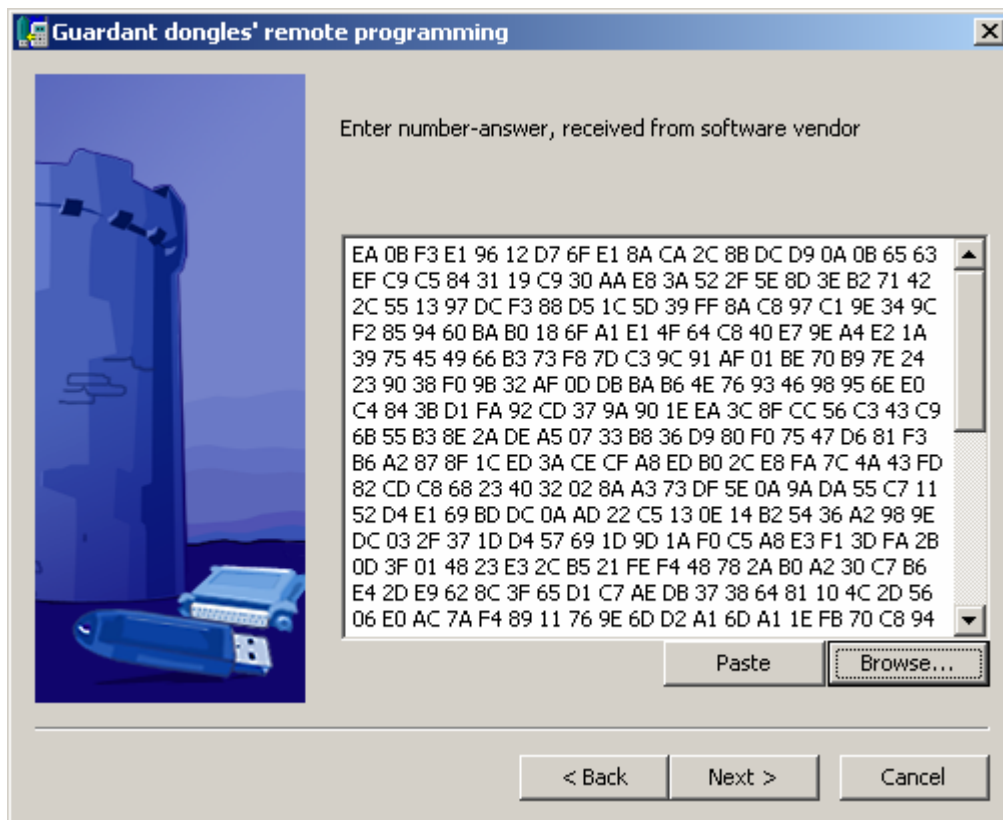 Guardant dongles' remote programming
Enter number-answer, received from software vendor
EA 0B F3 E1 96 12 D7 6F E1 8A CA 2C 8B DC D9 0A 0B 65 63
EF C9 C5 84 31 19 C9 30 AA E8 3A 52 2F 5E 8D 3E B2 71 42
2C 55 13 97 DC F3 88 D5 1C 5D 39 FF 8A C8 97 C1 9E 34 9C
F2 85 94 60 BA B0 18 6F A1 E1 4F 64 C8 40 E7 9E A4 E2 1A
39 75 45 49 66 B3 73 F8 7D C3 9C 91 AF 01 BE 70 B9 7E 24
23 90 38 F0 9B 32 AF 0D DB BA B6 4E 76 93 46 98 95 6E E0
C4 84 3B D1 FA 92 CD 37 9A 90 1E EA 3C 8F CC 56 C3 43 C9
6B 55 B3 8E 2A DE A5 07 33 B8 36 D9 80 F0 75 47 D6 81 F3
B6 A2 87 8F 1C ED 3A CE CF A8 ED B0 2C E8 FA 7C 4A 43 FD
82 CD C8 68 23 40 32 02 8A A3 73 DF 5E 0A 9A DA 55 C7 11
52 D4 E1 69 BD DC 0A AD 22 C5 13 0E 14 B2 54 36 A2 98 9E
DC 03 2F 37 1D D4 57 69 1D 9D 1A F0 C5 A8 E3 F1 3D FA 2B
0D 3F 01 48 23 E3 2C B5 21 FE F4 48 78 2A B0 A2 30 C7 B6
E4 2D E9 62 8C 3F 65 D1 C7 AE DB 37 38 64 81 10 4C 2D 56
06 E0 AC 7A F4 89 11 76 9E 6D D2 A1 6D A1 1E FB 70 C8 94
Paste Browse...
< Back Next > Cancel